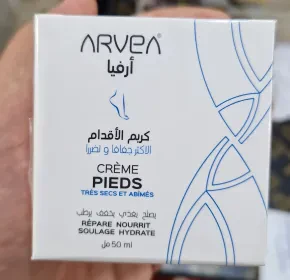 ARVEA
أرفيا
كريم الأقدام
الاكثر جفافا و تضررا
CRÈME
PIEDS
TRÈS SECS ET ABÎMÉS
يصلح يغذي يخفف يرطب
RÉPARE NOURRIT
SOULAGE HYDRATE
50 ml مل